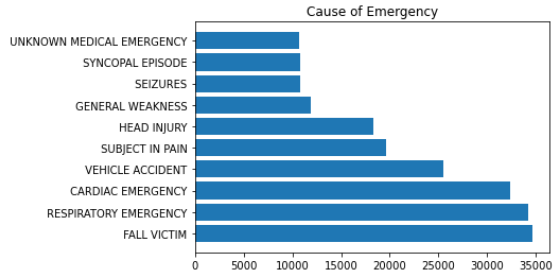 Cause of Emergency
UNKNOWN MEDICAL EMERGENCY
SYNCOPAL EPISODE
SEIZURES
GENERAL WEAKNESS
HEAD INJURY
SUBJECT IN PAIN
VEHICLE ACCIDENT
CARDIAC EMERGENCY
RESPIRATORY EMERGENCY
FALL VICTIM
0 5000 10000 15000 20000 25000 30000 35000